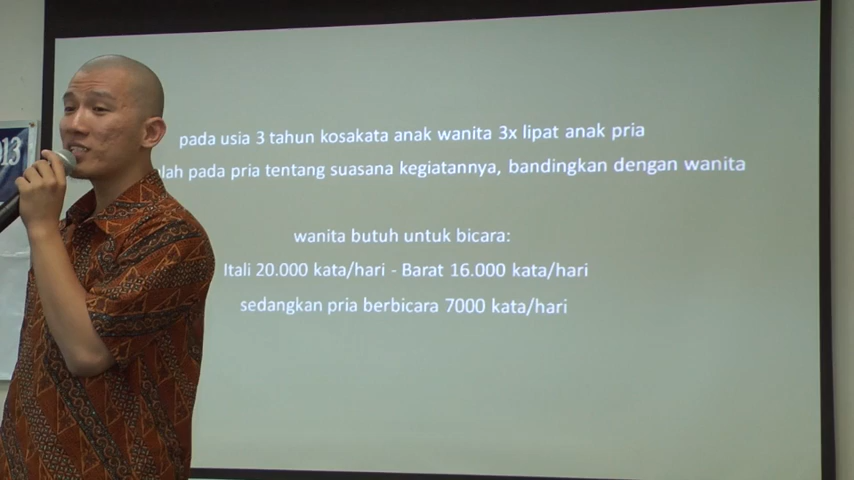 13
pada usia 3 tahun kosakata anak wanita 3x lipat anak pria
pada pria tentang suasana kegiatannya, bandingkan dengan wanita
wanita butuh untuk bicara:
Itali 20.000 kata/hari - Barat 16.000 kata/hari
sedangkan pria berbicara 7000 kata/hari